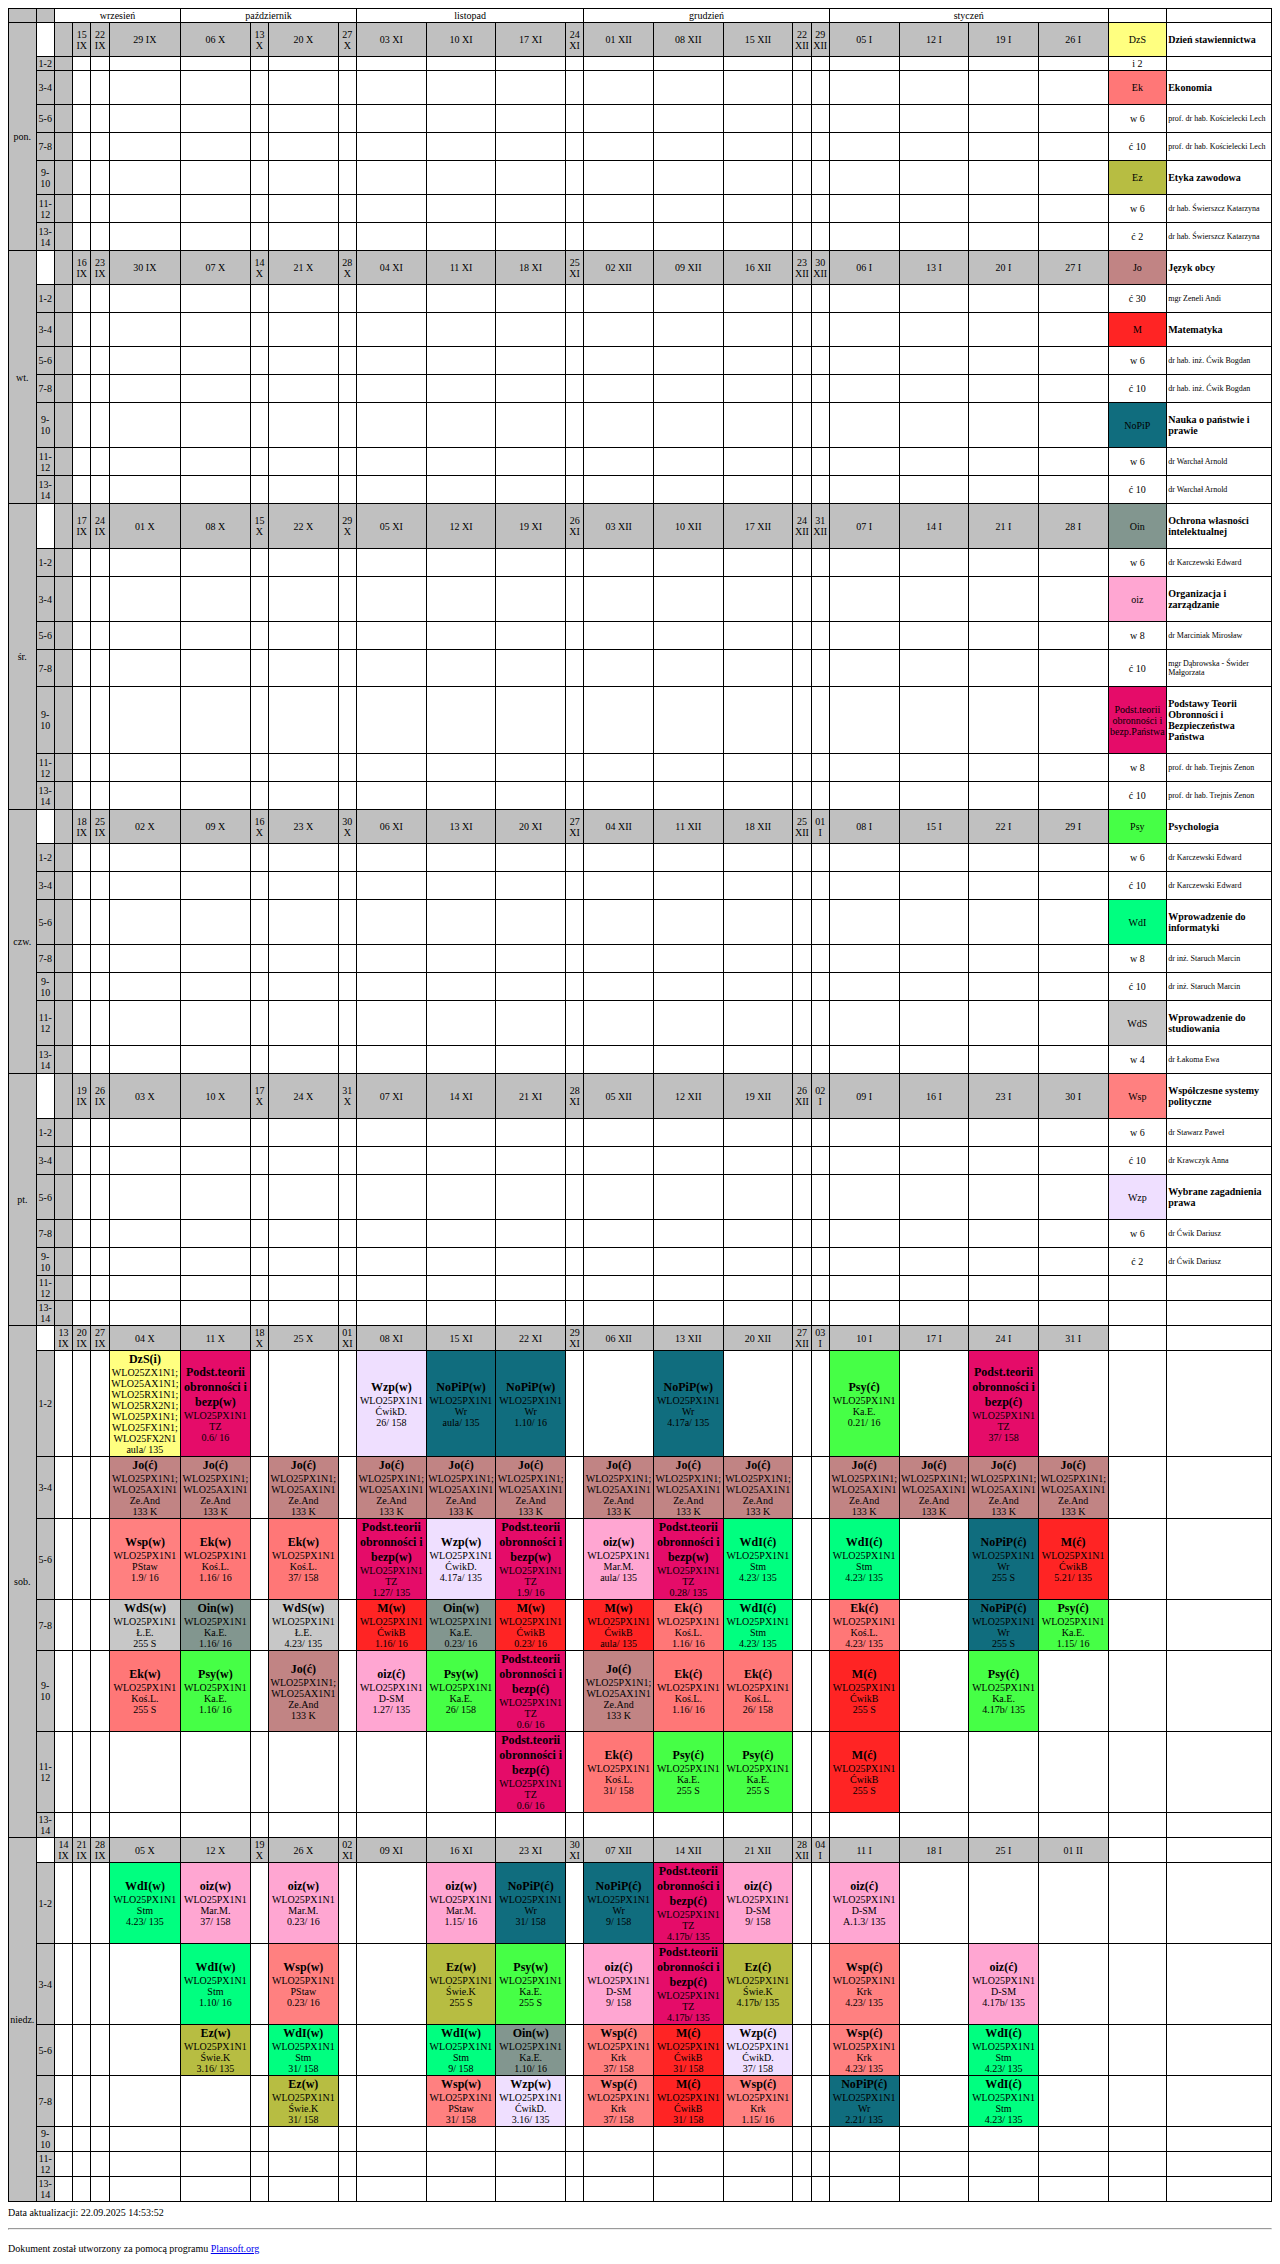 wrzesień październik listopad grudzień styczeń
pon. 15 IX 22 IX 29 IX 06 X 13 X 20 X 27 X 03 XI 10 XI 17 XI 24 XI 01 XII 08 XII 15 XII 22 XII 29 XII 05 I 12 I 19 I 26 I DzS Dzień stawiennictwa
1-2 i 2
3-4 Ek Ekonomia
5-6 w 6 prof. dr hab. Kościelecki Lech
7-8 ć 10 prof. dr hab. Kościelecki Lech
9-10 Ez Etyka zawodowa
11-12 w 6 dr hab. Świerszcz Katarzyna
13-14 ć 2 dr hab. Świerszcz Katarzyna
wt. 16 IX 23 IX 30 IX 07 X 14 X 21 X 28 X 04 XI 11 XI 18 XI 25 XI 02 XII 09 XII 16 XII 23 XII 30 XII 06 I 13 I 20 I 27 I Jo Język obcy
1-2 ć 30 mgr Zeneli Andi
3-4 M Matematyka
5-6 w 6 dr hab. inż. Ćwik Bogdan
7-8 ć 10 dr hab. inż. Ćwik Bogdan
9-10 NoPiP Nauka o państwie i prawie
11-12 w 6 dr Warchał Arnold
13-14 ć 10 dr Warchał Arnold
śr. 17 IX 24 IX 01 X 08 X 15 X 22 X 29 X 05 XI 12 XI 19 XI 26 XI 03 XII 10 XII 17 XII 24 XII 31 XII 07 I 14 I 21 I 28 I Oin Ochrona własności intelektualnej
1-2 w 6 dr Karczewski Edward
3-4 oiz Organizacja i zarządzanie
5-6 w 8 dr Marciniak Mirosław
7-8 ć 10 mgr Dąbrowska - Świder Małgorzata
9-10 Podst.teorii obronności i bezp.Państwa Podstawy Teorii Obronności i Bezpieczeństwa Państwa
11-12 w 8 prof. dr hab. Trejnis Zenon
13-14 ć 10 prof. dr hab. Trejnis Zenon
czw. 18 IX 25 IX 02 X 09 X 16 X 23 X 30 X 06 XI 13 XI 20 XI 27 XI 04 XII 11 XII 18 XII 25 XII 01 I 08 I 15 I 22 I 29 I Psy Psychologia
1-2 w 6 dr Karczewski Edward
3-4 ć 10 dr Karczewski Edward
5-6 WdI Wprowadzenie do informatyki
7-8 w 8 dr inż. Staruch Marcin
9-10 ć 10 dr inż. Staruch Marcin
11-12 WdS Wprowadzenie do studiowania
13-14 w 4 dr Łakoma Ewa
pt. 19 IX 26 IX 03 X 10 X 17 X 24 X 31 X 07 XI 14 XI 21 XI 28 XI 05 XII 12 XII 19 XII 26 XII 02 I 09 I 16 I 23 I 30 I Wsp Współczesne systemy polityczne
1-2 w 6 dr Stawarz Paweł
3-4 ć 10 dr Krawczyk Anna
5-6 Wzp Wybrane zagadnienia prawa
7-8 w 6 dr Ćwik Dariusz
9-10 ć 2 dr Ćwik Dariusz
11-12
13-14
sob. 13 IX 20 IX 27 IX 04 X 11 X 18 X 25 X 01 XI 08 XI 15 XI 22 XI 29 XI 06 XII 13 XII 20 XII 27 XII 03 I 10 I 17 I 24 I 31 I
1-2 DzS(i) WLO25ZX1N1; WLO25AX1N1; WLO25RX1N1; WLO25RX2N1; WLO25PX1N1; WLO25FX1N1; WLO25FX2N1 aula/ 135 Podst.teorii obronności i bezp(w) WLO25PX1N1 TZ 0.6/ 16 Wzp(w) WLO25PX1N1 ĆwikD. 26/ 158 NoPiP(w) WLO25PX1N1 Wr aula/ 135 NoPiP(w) WLO25PX1N1 Wr 1.10/ 16 NoPiP(w) WLO25PX1N1 Wr 4.17a/ 135 Psy(ć) WLO25PX1N1 Ka.E. 0.21/ 16 Podst.teorii obronności i bezp(ć) WLO25PX1N1 TZ 37/ 158
3-4 Jo(ć) WLO25PX1N1; WLO25AX1N1 Ze.And 133 K Jo(ć) WLO25PX1N1; WLO25AX1N1 Ze.And 133 K Jo(ć) WLO25PX1N1; WLO25AX1N1 Ze.And 133 K Jo(ć) WLO25PX1N1; WLO25AX1N1 Ze.And 133 K Jo(ć) WLO25PX1N1; WLO25AX1N1 Ze.And 133 K Jo(ć) WLO25PX1N1; WLO25AX1N1 Ze.And 133 K Jo(ć) WLO25PX1N1; WLO25AX1N1 Ze.And 133 K Jo(ć) WLO25PX1N1; WLO25AX1N1 Ze.And 133 K Jo(ć) WLO25PX1N1; WLO25AX1N1 Ze.And 133 K Jo(ć) WLO25PX1N1; WLO25AX1N1 Ze.And 133 K Jo(ć) WLO25PX1N1; WLO25AX1N1 Ze.And 133 K Jo(ć) WLO25PX1N1; WLO25AX1N1 Ze.And 133 K Jo(ć) WLO25PX1N1; WLO25AX1N1 Ze.And 133 K
5-6 Wsp(w) WLO25PX1N1 PStaw 1.9/ 16 Ek(w) WLO25PX1N1 Koś.L. 1.16/ 16 Ek(w) WLO25PX1N1 Koś.L. 37/ 158 Podst.teorii obronności i bezp(w) WLO25PX1N1 TZ 1.27/ 135 Wzp(w) WLO25PX1N1 ĆwikD. 4.17a/ 135 Podst.teorii obronności i bezp(w) WLO25PX1N1 TZ 1.9/ 16 oiz(w) WLO25PX1N1 Mar.M. aula/ 135 Podst.teorii obronności i bezp(w) WLO25PX1N1 TZ 0.28/ 135 WdI(ć) WLO25PX1N1 Stm 4.23/ 135 WdI(ć) WLO25PX1N1 Stm 4.23/ 135 NoPiP(ć) WLO25PX1N1 Wr 255 S M(ć) WLO25PX1N1 ĆwikB 5.21/ 135
7-8 WdS(w) WLO25PX1N1 Ł.E. 255 S Oin(w) WLO25PX1N1 Ka.E. 1.16/ 16 WdS(w) WLO25PX1N1 Ł.E. 4.23/ 135 M(w) WLO25PX1N1 ĆwikB 1.16/ 16 Oin(w) WLO25PX1N1 Ka.E. 0.23/ 16 M(w) WLO25PX1N1 ĆwikB 0.23/ 16 M(w) WLO25PX1N1 ĆwikB aula/ 135 Ek(ć) WLO25PX1N1 Koś.L. 1.16/ 16 WdI(ć) WLO25PX1N1 Stm 4.23/ 135 Ek(ć) WLO25PX1N1 Koś.L. 4.23/ 135 NoPiP(ć) WLO25PX1N1 Wr 255 S Psy(ć) WLO25PX1N1 Ka.E. 1.15/ 16
9-10 Ek(w) WLO25PX1N1 Koś.L. 255 S Psy(w) WLO25PX1N1 Ka.E. 1.16/ 16 Jo(ć) WLO25PX1N1; WLO25AX1N1 Ze.And 133 K oiz(ć) WLO25PX1N1 D-SM 1.27/ 135 Psy(w) WLO25PX1N1 Ka.E. 26/ 158 Podst.teorii obronności i bezp(ć) WLO25PX1N1 TZ 0.6/ 16 Jo(ć) WLO25PX1N1; WLO25AX1N1 Ze.And 133 K Ek(ć) WLO25PX1N1 Koś.L. 1.16/ 16 Ek(ć) WLO25PX1N1 Koś.L. 26/ 158 M(ć) WLO25PX1N1 ĆwikB 255 S Psy(ć) WLO25PX1N1 Ka.E. 4.17b/ 135
11-12 Podst.teorii obronności i bezp(ć) WLO25PX1N1 TZ 0.6/ 16 Ek(ć) WLO25PX1N1 Koś.L. 31/ 158 Psy(ć) WLO25PX1N1 Ka.E. 255 S Psy(ć) WLO25PX1N1 Ka.E. 255 S M(ć) WLO25PX1N1 ĆwikB 255 S
13-14
niedz. 14 IX 21 IX 28 IX 05 X 12 X 19 X 26 X 02 XI 09 XI 16 XI 23 XI 30 XI 07 XII 14 XII 21 XII 28 XII 04 I 11 I 18 I 25 I 01 II
1-2 WdI(w) WLO25PX1N1 Stm 4.23/ 135 oiz(w) WLO25PX1N1 Mar.M. 37/ 158 oiz(w) WLO25PX1N1 Mar.M. 0.23/ 16 oiz(w) WLO25PX1N1 Mar.M. 1.15/ 16 NoPiP(ć) WLO25PX1N1 Wr 31/ 158 NoPiP(ć) WLO25PX1N1 Wr 9/ 158 Podst.teorii obronności i bezp(ć) WLO25PX1N1 TZ 4.17b/ 135 oiz(ć) WLO25PX1N1 D-SM 9/ 158 oiz(ć) WLO25PX1N1 D-SM A.1.3/ 135
3-4 WdI(w) WLO25PX1N1 Stm 1.10/ 16 Wsp(w) WLO25PX1N1 PStaw 0.23/ 16 Ez(w) WLO25PX1N1 Świe.K 255 S Psy(w) WLO25PX1N1 Ka.E. 255 S oiz(ć) WLO25PX1N1 D-SM 9/ 158 Podst.teorii obronności i bezp(ć) WLO25PX1N1 TZ 4.17b/ 135 Ez(ć) WLO25PX1N1 Świe.K 4.17b/ 135 Wsp(ć) WLO25PX1N1 Krk 4.23/ 135 oiz(ć) WLO25PX1N1 D-SM 4.17b/ 135
5-6 Ez(w) WLO25PX1N1 Świe.K 3.16/ 135 WdI(w) WLO25PX1N1 Stm 31/ 158 WdI(w) WLO25PX1N1 Stm 9/ 158 Oin(w) WLO25PX1N1 Ka.E. 1.10/ 16 Wsp(ć) WLO25PX1N1 Krk 37/ 158 M(ć) WLO25PX1N1 ĆwikB 31/ 158 Wzp(ć) WLO25PX1N1 ĆwikD. 37/ 158 Wsp(ć) WLO25PX1N1 Krk 4.23/ 135 WdI(ć) WLO25PX1N1 Stm 4.23/ 135
7-8 Ez(w) WLO25PX1N1 Świe.K 31/ 158 Wsp(w) WLO25PX1N1 PStaw 31/ 158 Wzp(w) WLO25PX1N1 ĆwikD. 3.16/ 135 Wsp(ć) WLO25PX1N1 Krk 37/ 158 M(ć) WLO25PX1N1 ĆwikB 31/ 158 Wsp(ć) WLO25PX1N1 Krk 1.15/ 16 NoPiP(ć) WLO25PX1N1 Wr 2.21/ 135 WdI(ć) WLO25PX1N1 Stm 4.23/ 135
9-10
11-12
13-14
Data aktualizacji: 22.09.2025 14:53:52
Dokument został utworzony za pomocą programu Plansoft.org